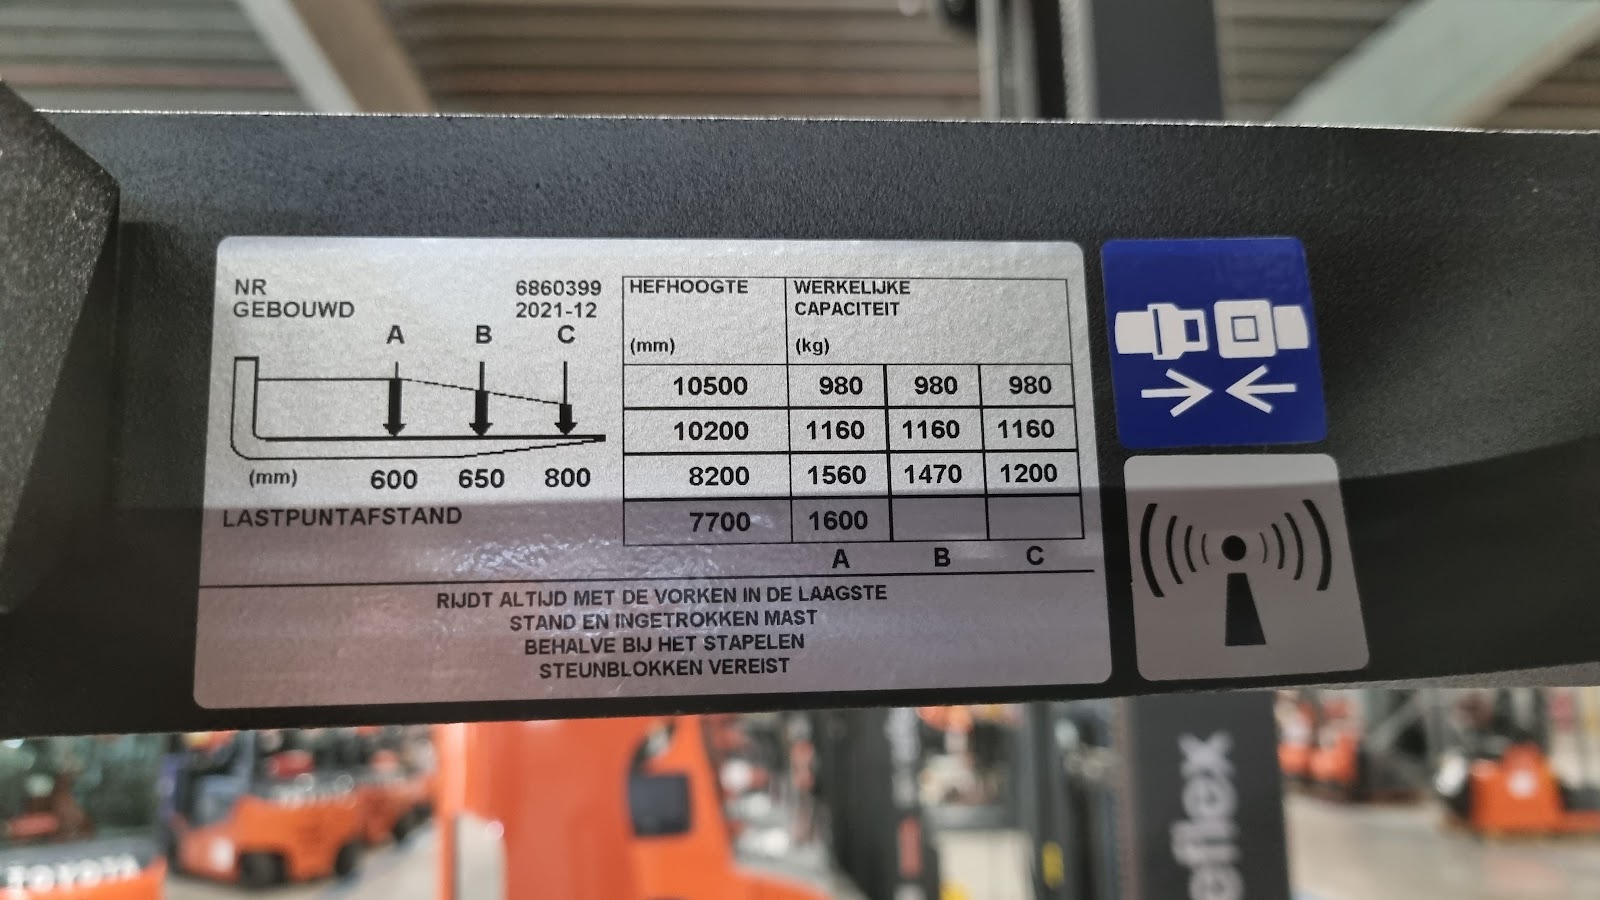 NR 6860399
GEBOUWD 2021-12
A B C
(mm) 600 650 800
LASTPUNTAFSTAND
HEFHOOGTE WERKELIJKE
CAPACITEIT
(mm) (kg)
10500 980 980 980
10200 1160 1160 1160
8200 1560 1470 1200
7700 1600
A B C
RIJDT ALTIJD MET DE VORKEN IN DE LAAGSTE
STAND EN INGETROKKEN MAST
BEHALVE BIJ HET STAPELEN
STEUNBLOKKEN VEREIST
TOYOTA
eflex